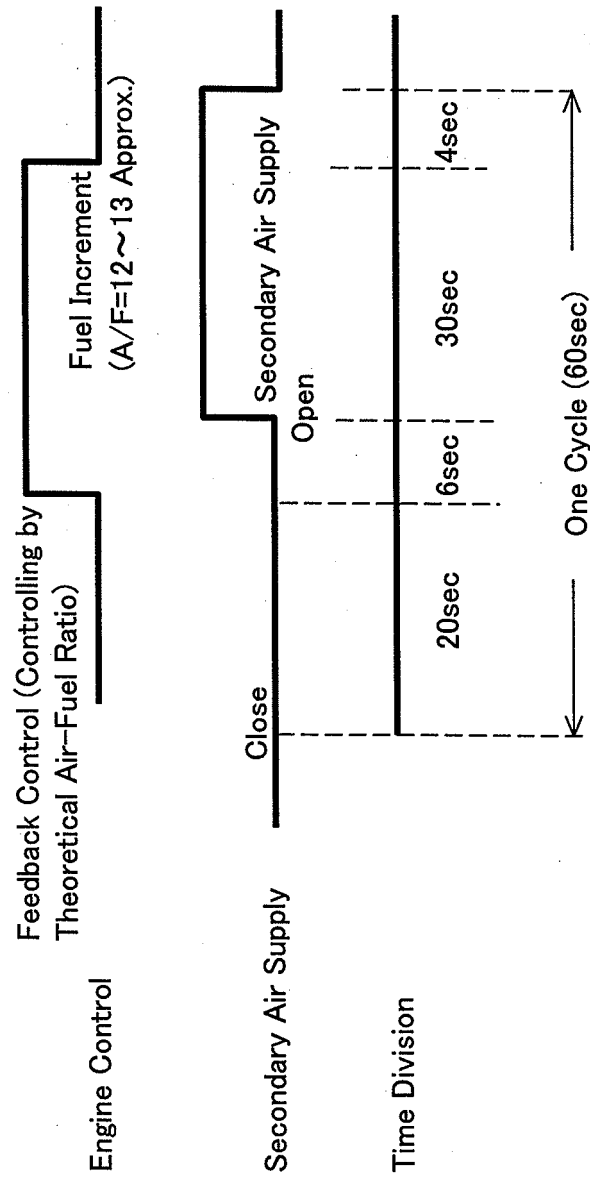 Feedback Control (Controlling by
Theoretical Air-Fuel Ratio)
Engine Control
Fuel Increment
(A/F=12～13 Approx.)
Secondary Air Supply
Close
Open
Secondary Air Supply
Time Division
20sec
6sec
30sec
4sec
One Cycle (60sec)